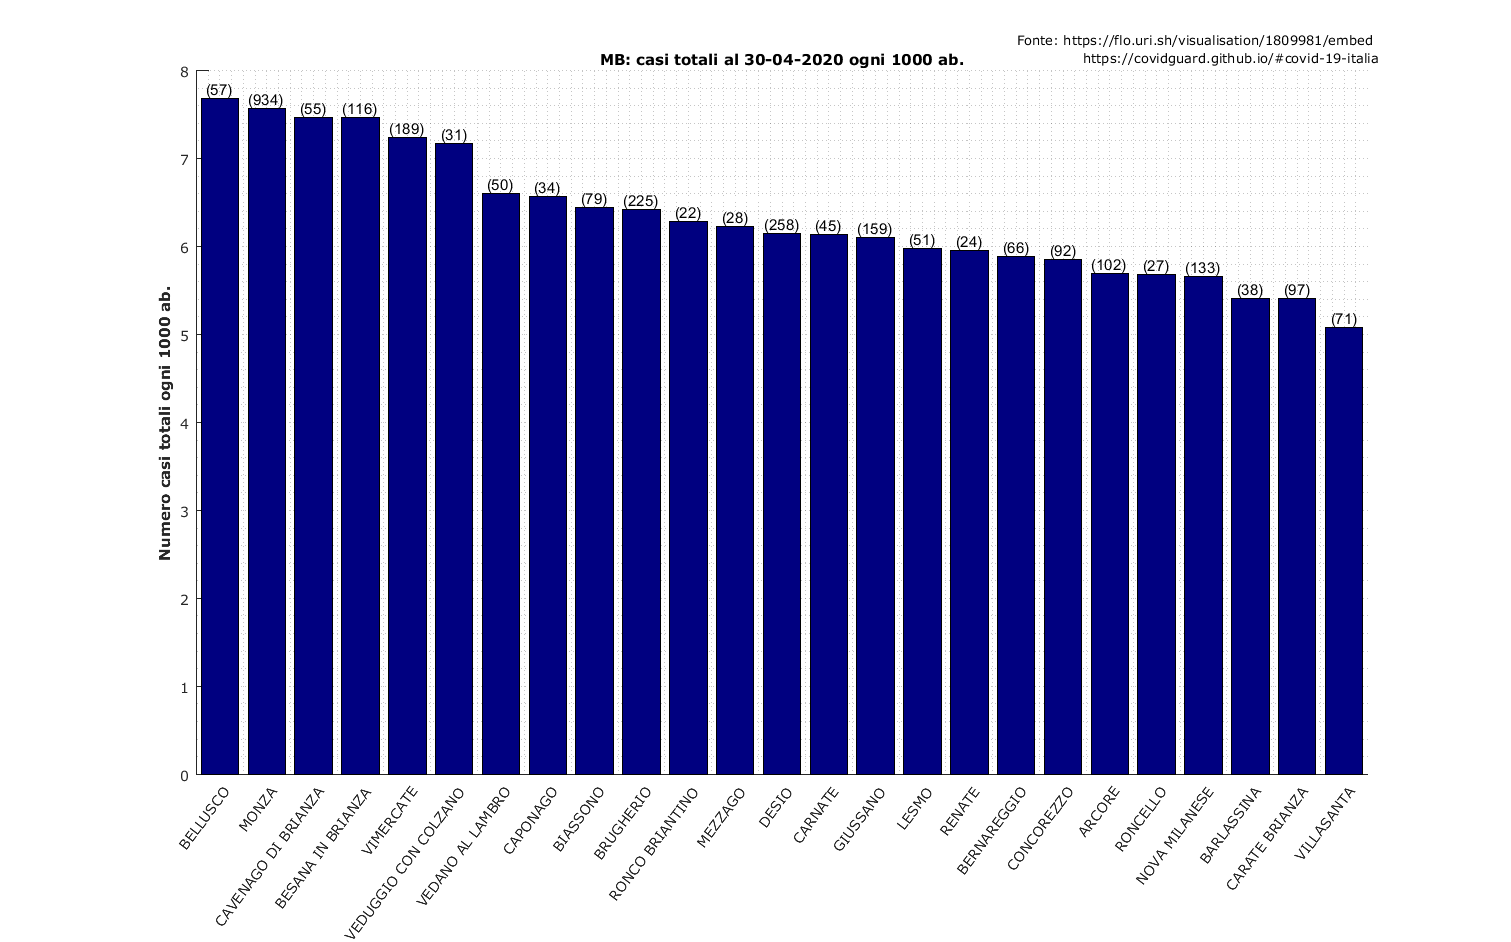 Fonte: https://flo.uri.sh/visualisation/1809981/embed
https://covidguard.github.io/#covid-19-italia
MB: casi totali al 30-04-2020 ogni 1000 ab.
Numero casi totali ogni 1000 ab.
8
7
6
5
4
3
2
1
0
(57)
(934)
(55)
(116)
(189)
(31)
(50)
(34)
(79)
(225)
(22)
(28)
(258)
(45)
(159)
(51)
(24)
(66)
(92)
(102)
(27)
(133)
(38)
(97)
(71)
BELLUSCO
MONZA
CAVENAGO DI BRIANZA
BESANA IN BRIANZA
VIMERCATE
VEDUGGIO CON COLZANO
VEDANO AL LAMBRO
CAPONAGO
BIASSONO
BRUGHERIO
RONCO BRIANTINO
MEZZAGO
DESIO
CARNATE
GIUSSANO
LESMO
RENATE
BERNAREGGIO
CONCOREZZO
ARCORE
RONCELLO
NOVA MILANESE
BARLASSINA
CARATE BRIANZA
VILLASANTA